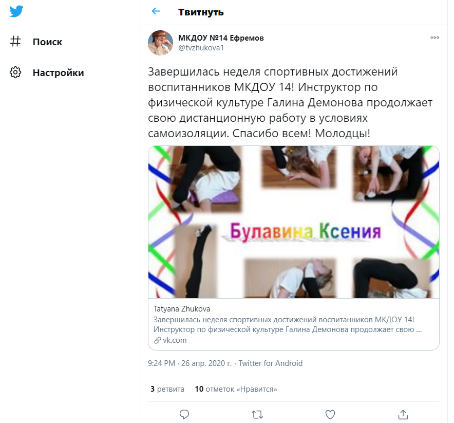 Твитнуть
Поиск
Настройки
МКДОУ №14 Ефремов
@tvzhukova1
Завершилась неделя спортивных достижений
воспитанников МКДОУ 14! Инструктор по
физической культуре Галина Демонова продолжает
свою дистанционную работу в условиях
самоизоляции. Спасибо всем! Молодцы!
Булавина Ксения
Tatyana Zhukova
Завершилась неделя спортивных достижений воспитанников МКДОУ 14!
Инструктор по физической культуре Галина Демонова продолжает свою ...
vk.com
9:24 PM · 26 апр. 2020 г. · Twitter for Android
3 ретвита 10 отметок «Нравится»